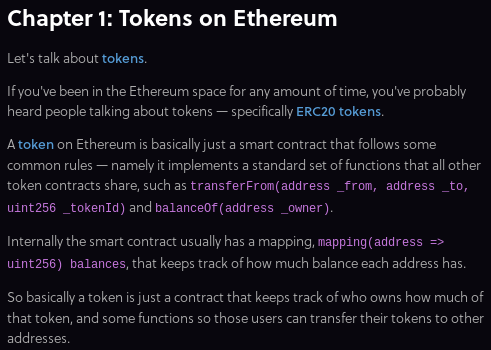 Chapter 1: Tokens on Ethereum
Let's talk about tokens.
If you've been in the Ethereum space for any amount of time, you've probably
heard people talking about tokens — specifically ERC20 tokens.
A token on Ethereum is basically just a smart contract that follows some
common rules — namely it implements a standard set of functions that all other
token contracts share, such as transferFrom(address _from, address _to,
uint256 _tokenId) and balanceOf(address _owner).
Internally the smart contract usually has a mapping, mapping(address =>
uint256) balances, that keeps track of how much balance each address has.
So basically a token is just a contract that keeps track of who owns how much of
that token, and some functions so those users can transfer their tokens to other
addresses.